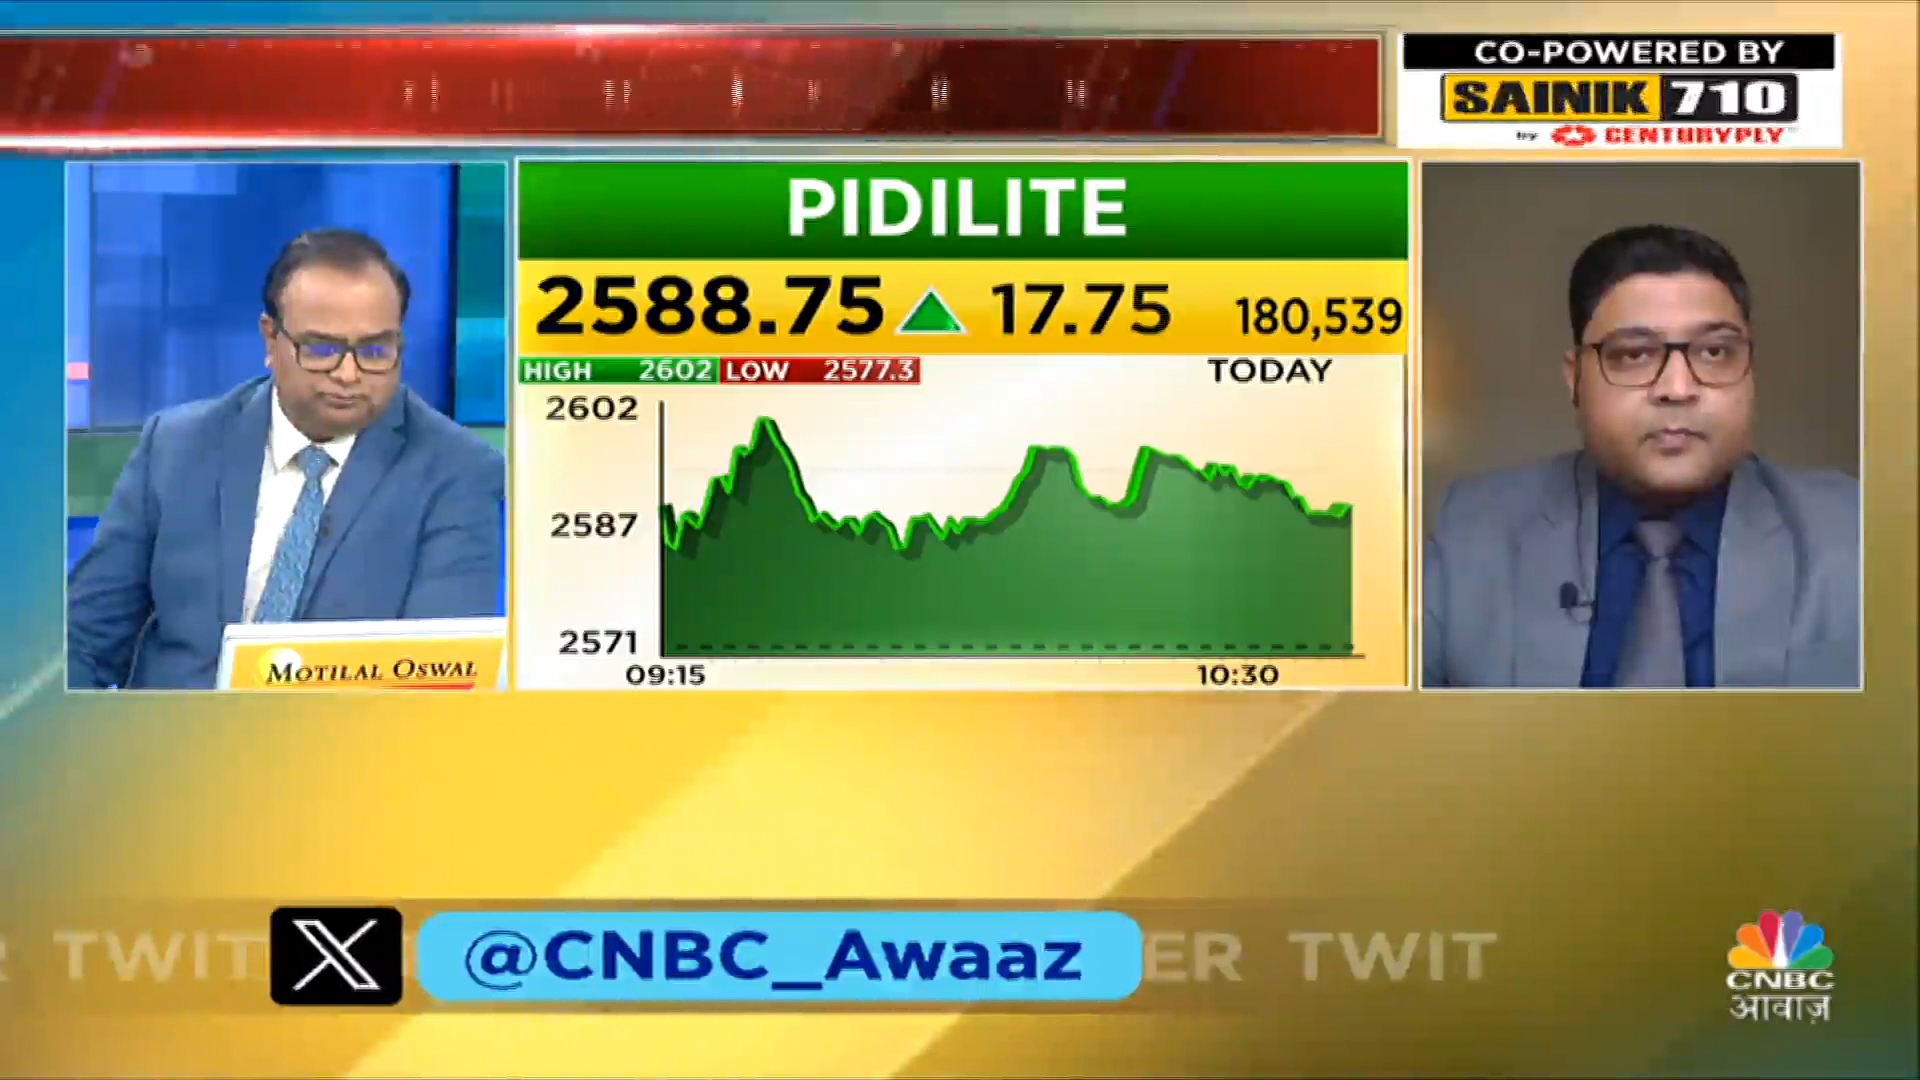 CO-POWERED BY
SAINIK 710
by CENTURYPLY
PIDILITE
2588.75 17.75 180,539
HIGH 2602 LOW 2577.3 TODAY
2602
2587
2571
09:15 10:30
MOTILAL OSWAL
R TWIT X @CNBC_Awaaz ER TWIT
CNBC
आवाज़